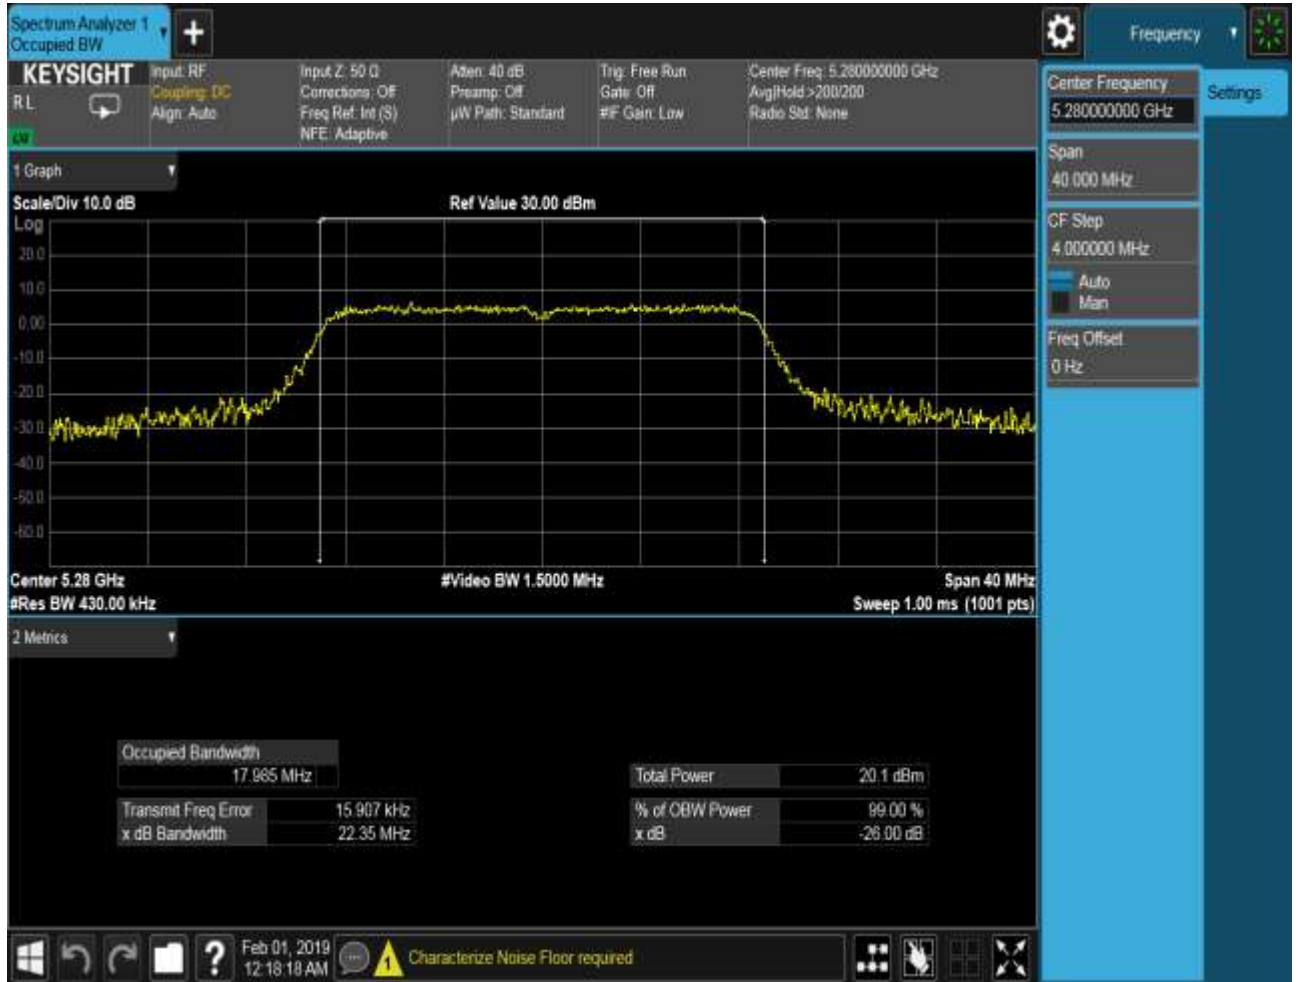 Spectrum Analyzer 1
Occupied BW
Frequency
KEYSIGHT
RL
Input: RF
Coupling: DC
Align: Auto
Input Z: 50 Ω
Corrections: Off
Freq Ref: Int (S)
NFE: Adaptive
Atten: 40 dB
Preamp: Off
µW Path: Standard
Trig: Free Run
Gate: Off
#IF Gain: Low
Center Freq: 5.280000000 GHz
Avg|Hold:>200/200
Radio Std: None
Center Frequency
5.280000000 GHz
Settings
Span
40.000 MHz
CF Step
4.000000 MHz
Auto
Man
Freq Offset
0 Hz
1 Graph
Scale/Div 10.0 dB
Ref Value 30.00 dBm
Log
20.0
10.0
0.00
-10.0
-20.0
-30.0
-40.0
-50.0
-60.0
Center 5.28 GHz
#Video BW 1.5000 MHz
Span 40 MHz
#Res BW 430.00 kHz
Sweep 1.00 ms (1001 pts)
2 Metrics
Occupied Bandwidth
17.985 MHz
Total Power 20.1 dBm
Transmit Freq Error 15.907 kHz
% of OBW Power 99.00 %
x dB Bandwidth 22.35 MHz
x dB -26.00 dB
?
Feb 01, 2019
12:18:18 AM
1
Characterize Noise Floor required